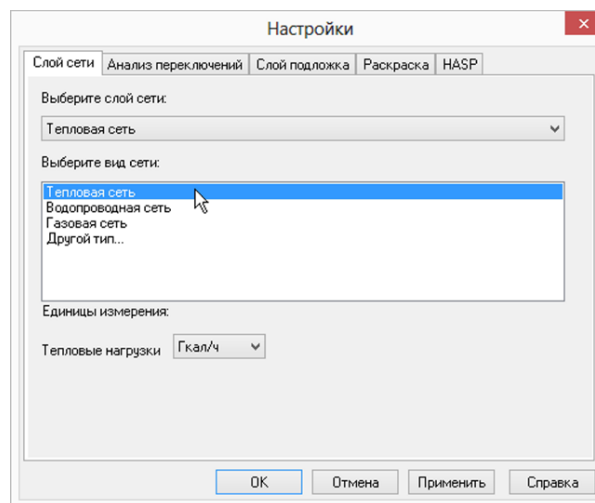 Настройки
Слой сети Анализ переключений Слой подложка Раскраска HASP
Выберите слой сети:
Тепловая сеть
Выберите вид сети:
Тепловая сеть
Водопроводная сеть
Газовая сеть
Другой тип...
Единицы измерения:
Тепловые нагрузки Гкал/ч
OK Отмена Применить Справка